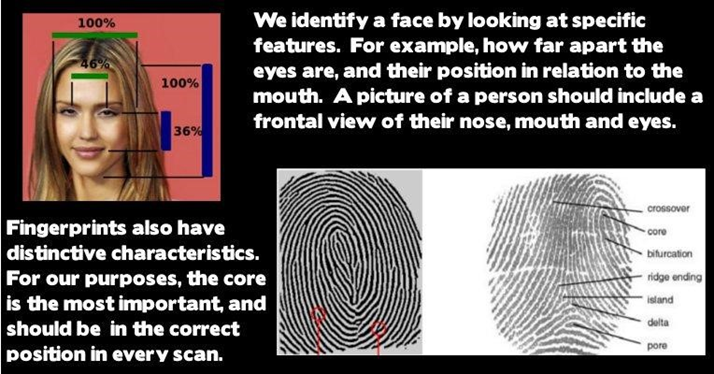 100%
46%
100%
36%
We identify a face by looking at specific
features.  For example, how far apart the
eyes are, and their position in relation to the
mouth.  A picture of a person should include a
frontal view of their nose, mouth and eyes.
Fingerprints also have
distinctive characteristics.
For our purposes, the core
is the most important, and
should be  in the correct
position in every scan.
crossover
core
bifurcation
ridge ending
island
delta
pore